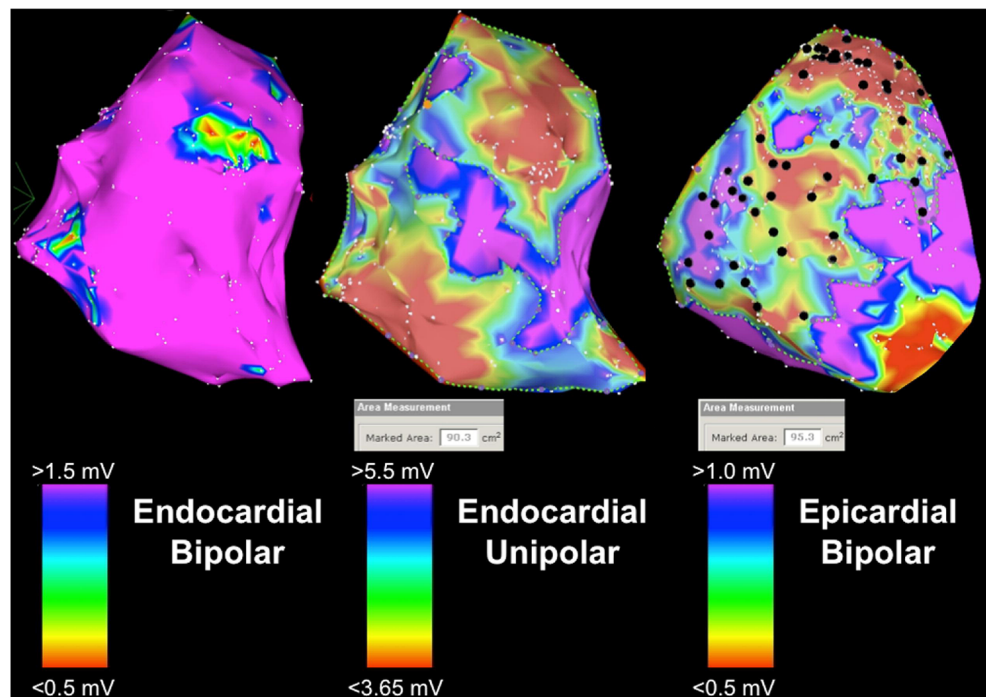 Area Measurement
Marked Area: 90.3 cm²
Area Measurement
Marked Area: 95.3 cm²
>1.5 mV
>5.5 mV
>1.0 mV
Endocardial
Bipolar
Endocardial
Unipolar
Epicardial
Bipolar
<0.5 mV
<3.65 mV
<0.5 mV